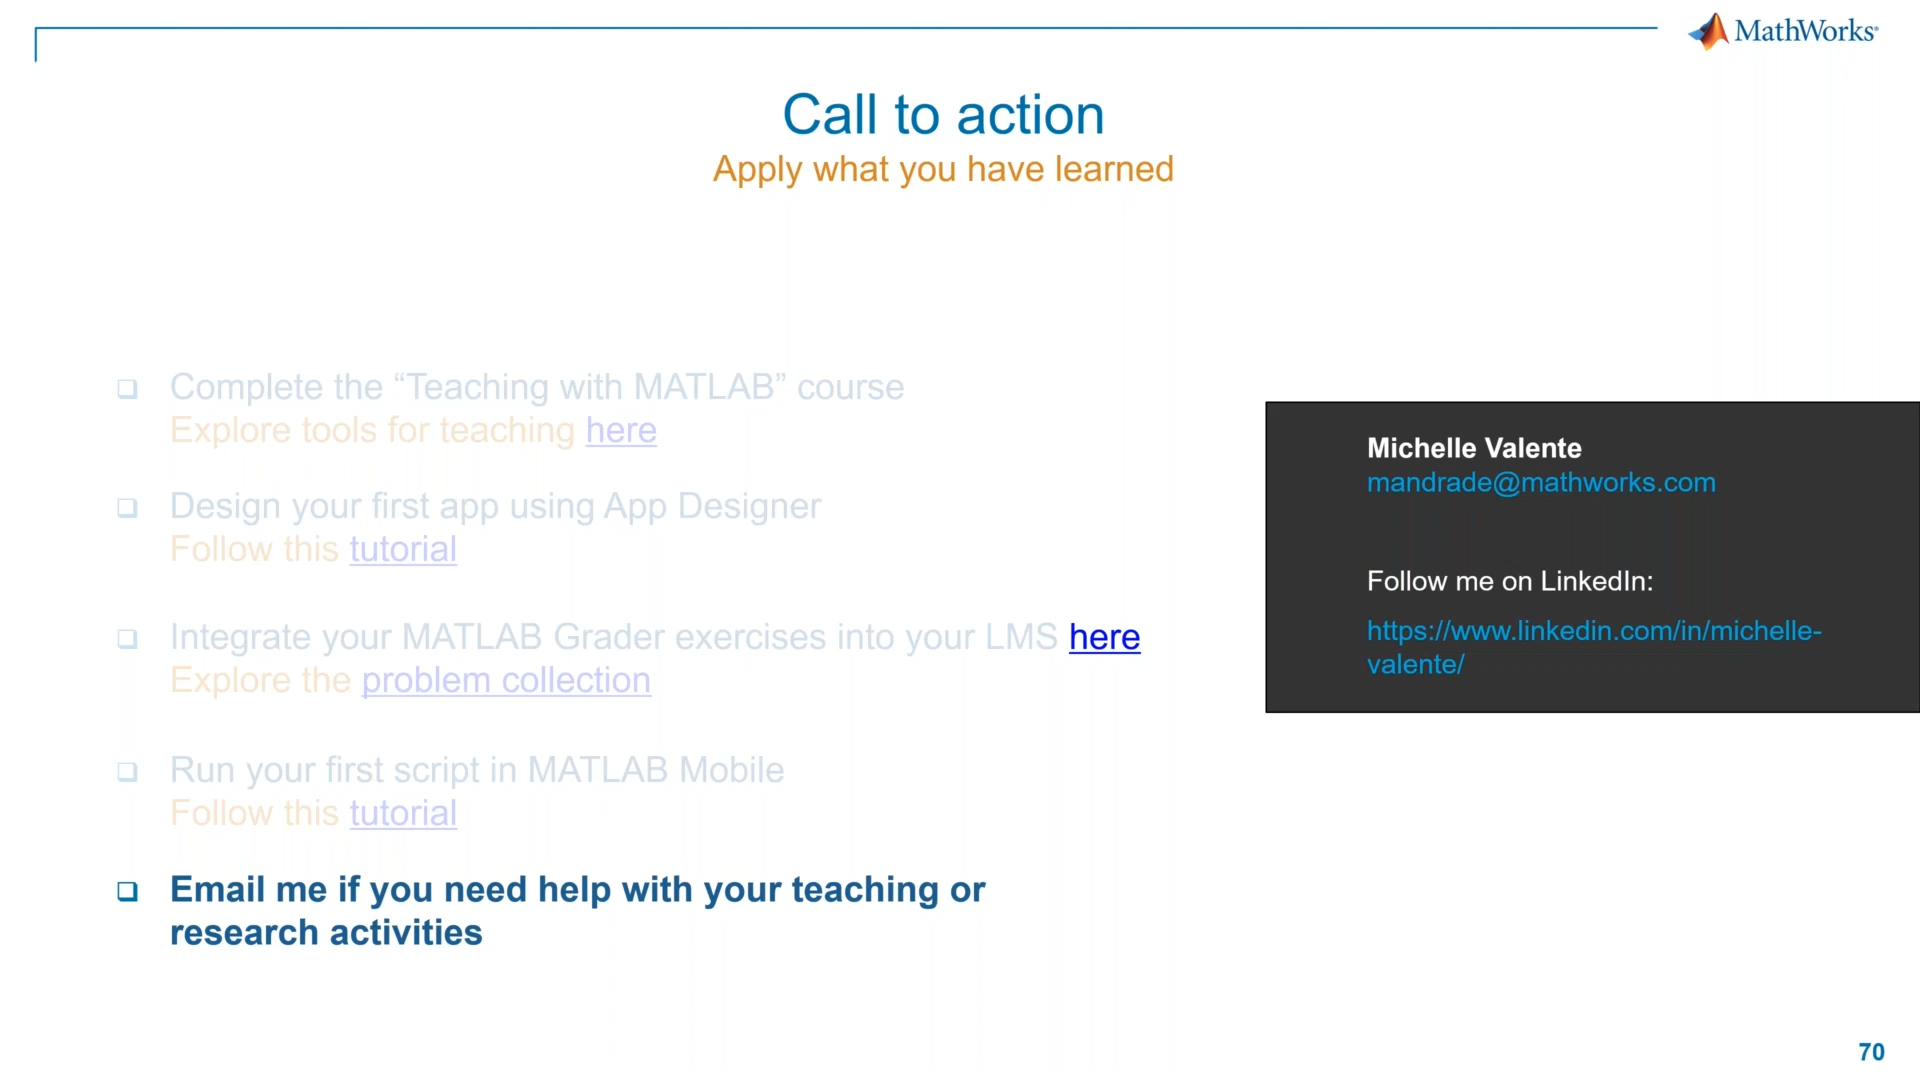 MathWorks®
Call to action
Apply what you have learned
Complete the “Teaching with MATLAB” course
Explore tools for teaching here
Design your first app using App Designer
Follow this tutorial
Integrate your MATLAB Grader exercises into your LMS here
Explore the problem collection
Run your first script in MATLAB Mobile
Follow this tutorial
Email me if you need help with your teaching or
research activities
Michelle Valente
mandrade@mathworks.com
Follow me on LinkedIn:
https://www.linkedin.com/in/michelle-
valente/
70